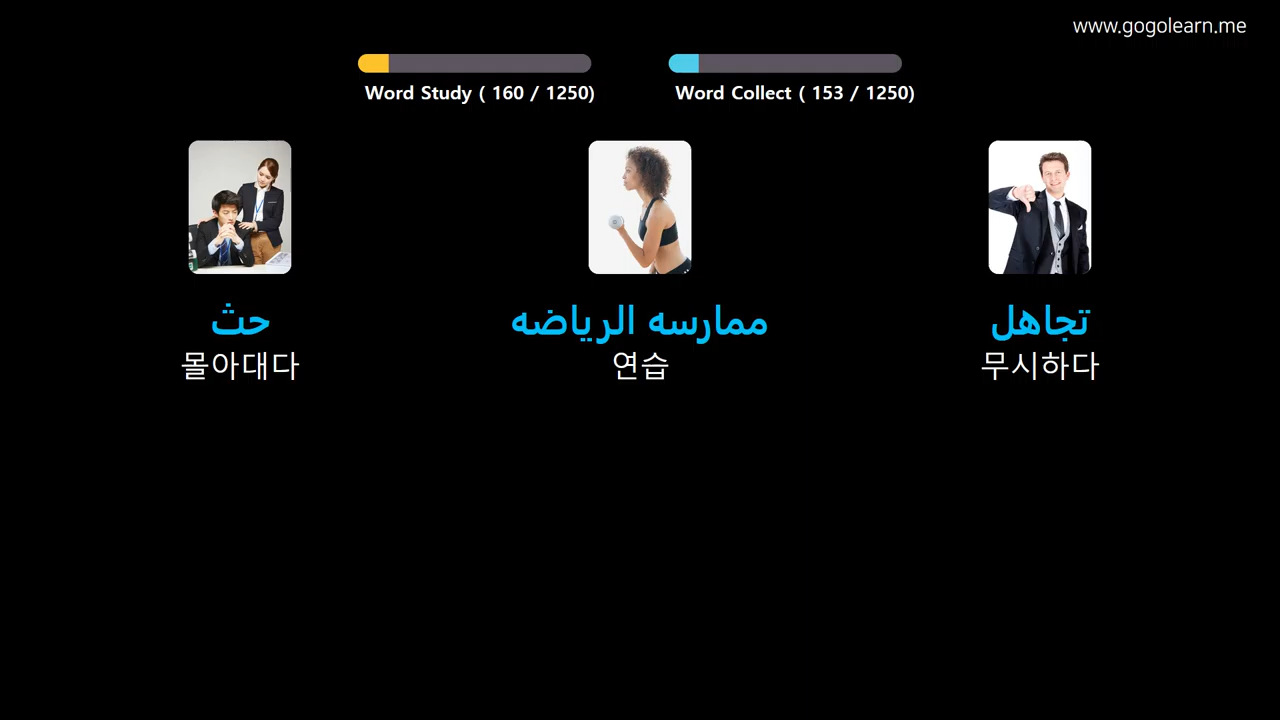 www.gogolearn.me
Word Study ( 160 / 1250)
Word Collect ( 153 / 1250)
حث
몰아대다
ممارسه الرياضه
연습
تجاهل
무시하다